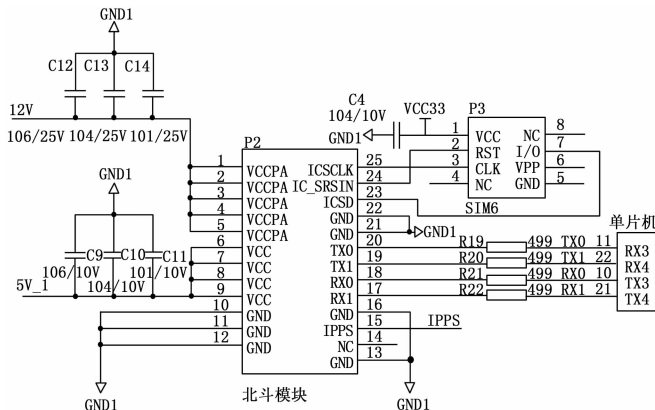 GND1
C12 C13 C14
12V
106/25V 104/25V 101/25V
GND1
C9 C10 C11
106/10V 104/10V 101/10V
5V_1
GND1
P2
1 VCCPA
2 VCCPA
3 VCCPA
4 VCCPA
5 VCCPA
6 VCC
7 VCC
8 VCC
9 VCC
10 GND
11 GND
12 GND
ICSCLK 25
IC_SRSIN 24
ICSD 23
GND 22
GND 21
TX0 20
TX1 19
RX0 18
RX1 17
GND 16
IPPS 15
NC 14
GND 13
北斗模块
C4
104/10V
GND1
VCC33
P3
1 VCC NC 8
2 RST I/O 7
3 CLK VPP 6
4 NC GND 5
SIM6
GND1
IPPS
GND1
单片机
R19 499 TX0 11 RX3
R20 499 TX1 22 RX4
R21 499 RX0 10 TX3
R22 499 RX1 21 TX4